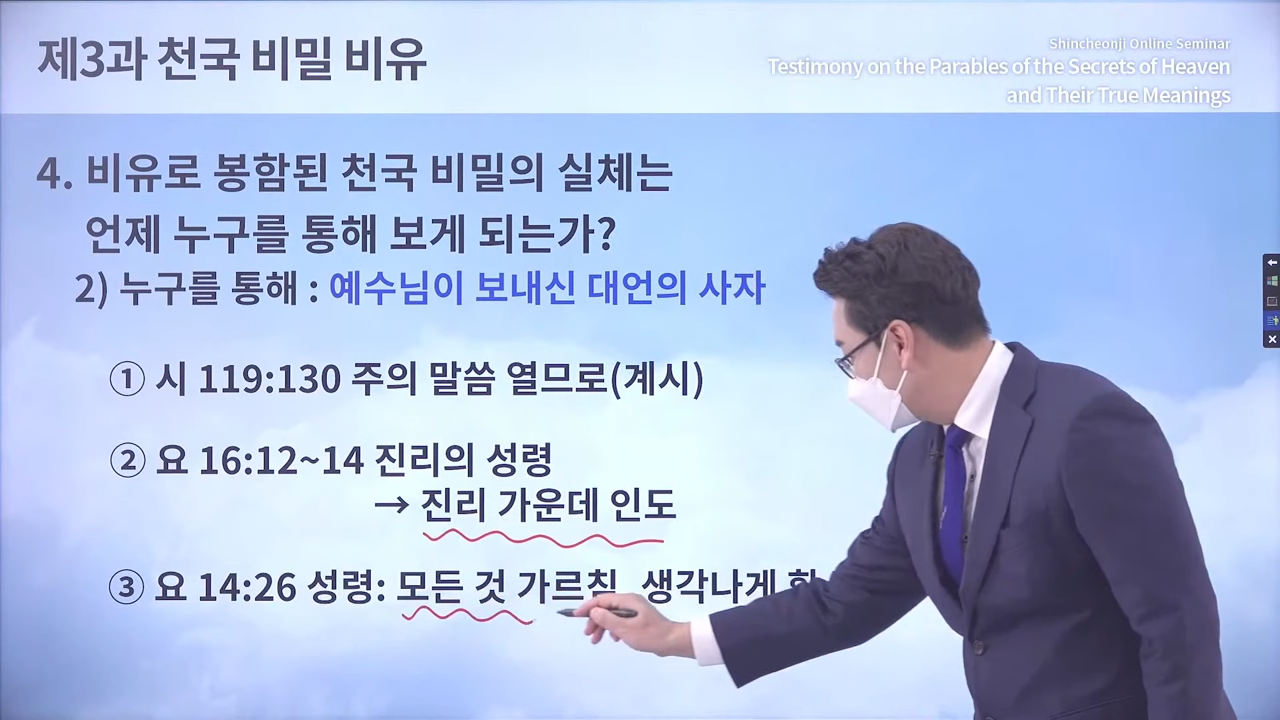 제3과 천국 비밀 비유
Shincheonji Online Seminar
Testimony on the Parables of the Secrets of Heaven
and Their True Meanings
4. 비유로 봉함된 천국 비밀의 실체는
언제 누구를 통해 보게 되는가?
2) 누구를 통해 : 예수님이 보내신 대언의 사자
① 시 119:130 주의 말씀 열므로(계시)
② 요 16:12~14 진리의 성령
→ 진리 가운데 인도
③ 요 14:26 성령: 모든 것 가르침, 생각나게